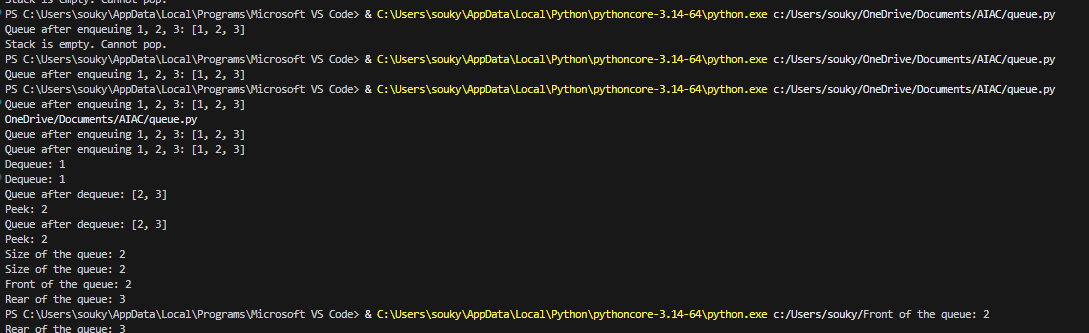 Stack is empty. Cannot pop.
PS C:\Users\souky\AppData\Local\Programs\Microsoft VS Code> & C:\Users\souky\AppData\Local\Python\pythoncore-3.14-64\python.exe c:/Users/souky/OneDrive/Documents/AIAC/queue.py
Queue after enqueuing 1, 2, 3: [1, 2, 3]
Stack is empty. Cannot pop.
PS C:\Users\souky\AppData\Local\Programs\Microsoft VS Code> & C:\Users\souky\AppData\Local\Python\pythoncore-3.14-64\python.exe c:/Users/souky/OneDrive/Documents/AIAC/queue.py
Queue after enqueuing 1, 2, 3: [1, 2, 3]
PS C:\Users\souky\AppData\Local\Programs\Microsoft VS Code> & C:\Users\souky\AppData\Local\Python\pythoncore-3.14-64\python.exe c:/Users/souky/OneDrive/Documents/AIAC/queue.py
Queue after enqueuing 1, 2, 3: [1, 2, 3]
OneDrive/Documents/AIAC/queue.py
Queue after enqueuing 1, 2, 3: [1, 2, 3]
Queue after enqueuing 1, 2, 3: [1, 2, 3]
Dequeue: 1
Dequeue: 1
Queue after dequeue: [2, 3]
Peek: 2
Queue after dequeue: [2, 3]
Peek: 2
Size of the queue: 2
Size of the queue: 2
Front of the queue: 2
Rear of the queue: 3
PS C:\Users\souky\AppData\Local\Programs\Microsoft VS Code> & C:\Users\souky\AppData\Local\Python\pythoncore-3.14-64\python.exe c:/Users/souky/Front of the queue: 2
Rear of the queue: 3